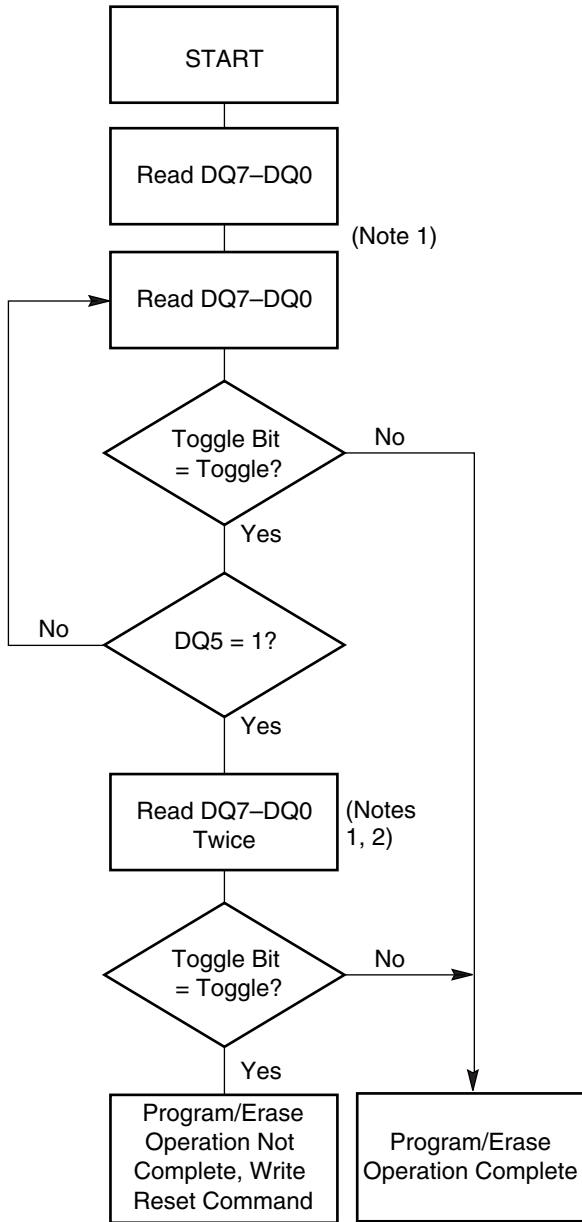 START
Read DQ7–DQ0
(Note 1)
Read DQ7–DQ0
Toggle Bit
= Toggle?
No
Yes
DQ5 = 1?
No
Yes
Read DQ7–DQ0
Twice
(Notes
1, 2)
Toggle Bit
= Toggle?
No
Yes
Program/Erase
Operation Not
Complete, Write
Reset Command
Program/Erase
Operation Complete